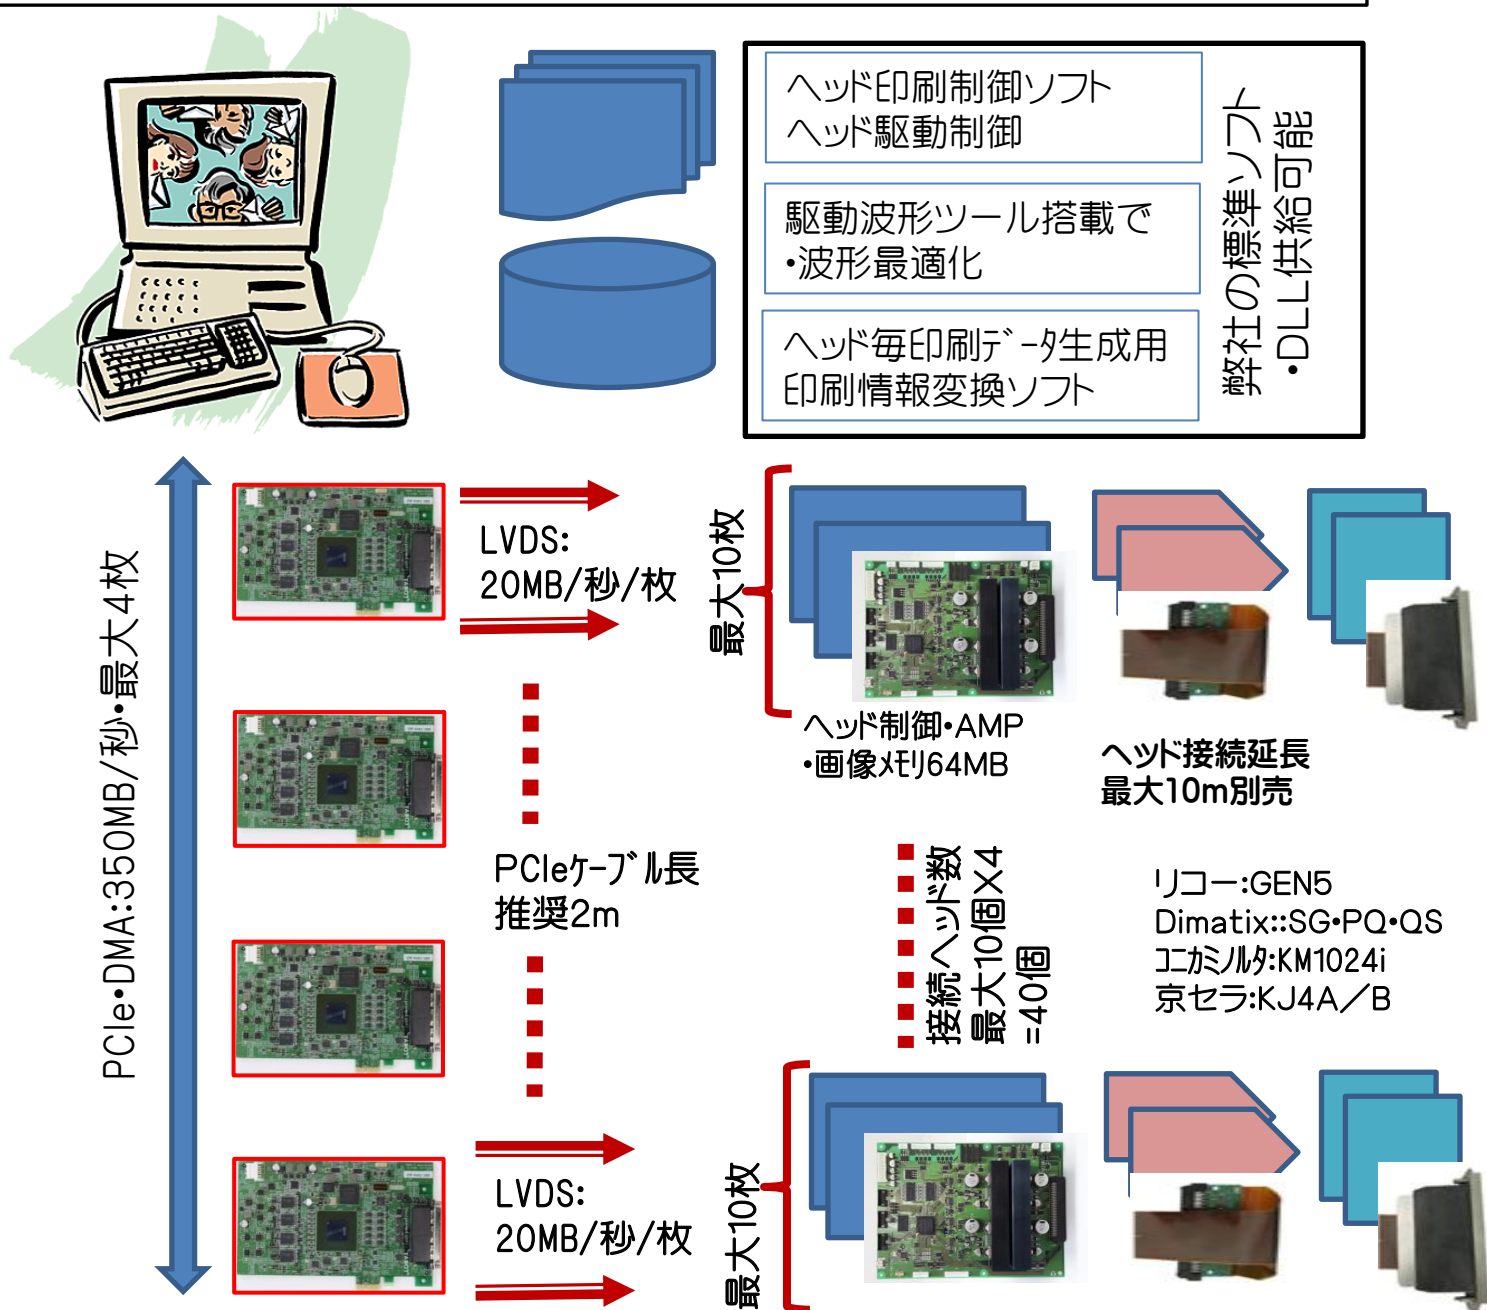 ヘッド印刷制御ソフト
ヘッド駆動制御
駆動波形ツール搭載で
・波形最適化
ヘッド毎印刷データ生成用
印刷情報変換ソフト
弊社の標準ソフト
・DLL供給可能
PCIe・DMA:350MB/秒・最大4枚
LVDS:
20MB/秒/枚
最大10枚
ヘッド制御・AMP
・画像メモリ64MB
ヘッド接続延長
最大10m別売
PCIeケーブル長
推奨2m
接続ヘッド数
最大10個X4
=40個
リコー:GEN5
Dimatix::SG・PQ・QS
コニカミノルタ:KM1024i
京セラ:KJ4A／B
LVDS:
20MB/秒/枚
最大10枚